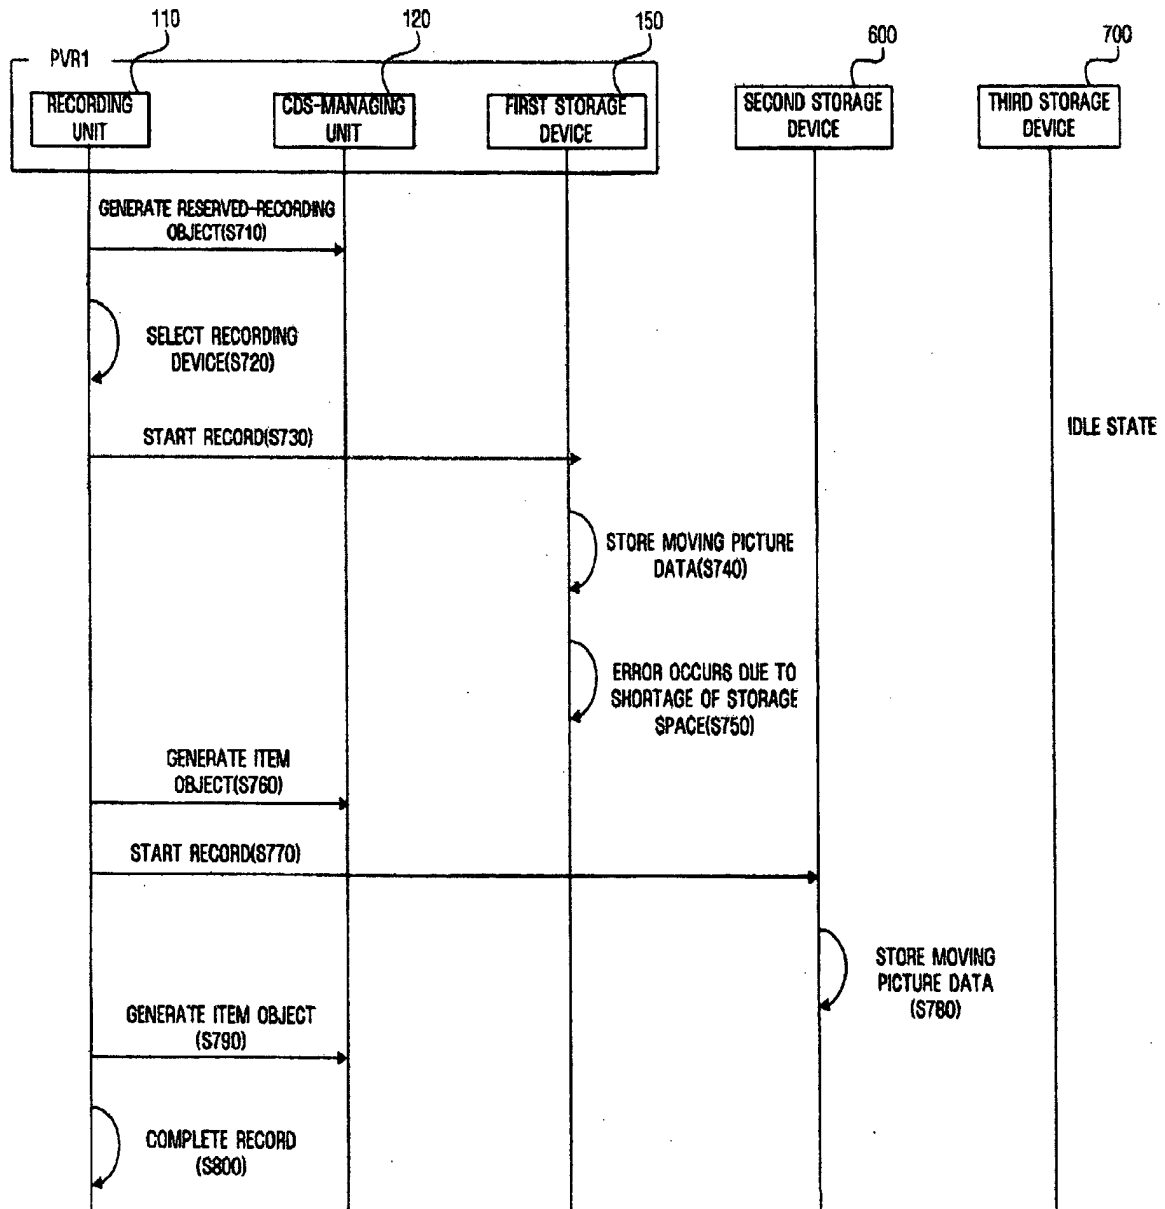 110
120
150
600
700
PVR1
RECORDING
UNIT
CDS-MANAGING
UNIT
FIRST STORAGE
DEVICE
SECOND STORAGE
DEVICE
THIRD STORAGE
DEVICE
GENERATE RESERVED-RECORDING
OBJECT(S710)
SELECT RECORDING
DEVICE(S720)
START RECORD(S730)
IDLE STATE
STORE MOVING PICTURE
DATA(S740)
ERROR OCCURS DUE TO
SHORTAGE OF STORAGE
SPACE(S750)
GENERATE ITEM
OBJECT(S760)
START RECORD(S770)
STORE MOVING
PICTURE DATA
(S780)
GENERATE ITEM OBJECT
(S790)
COMPLETE RECORD
(S800)